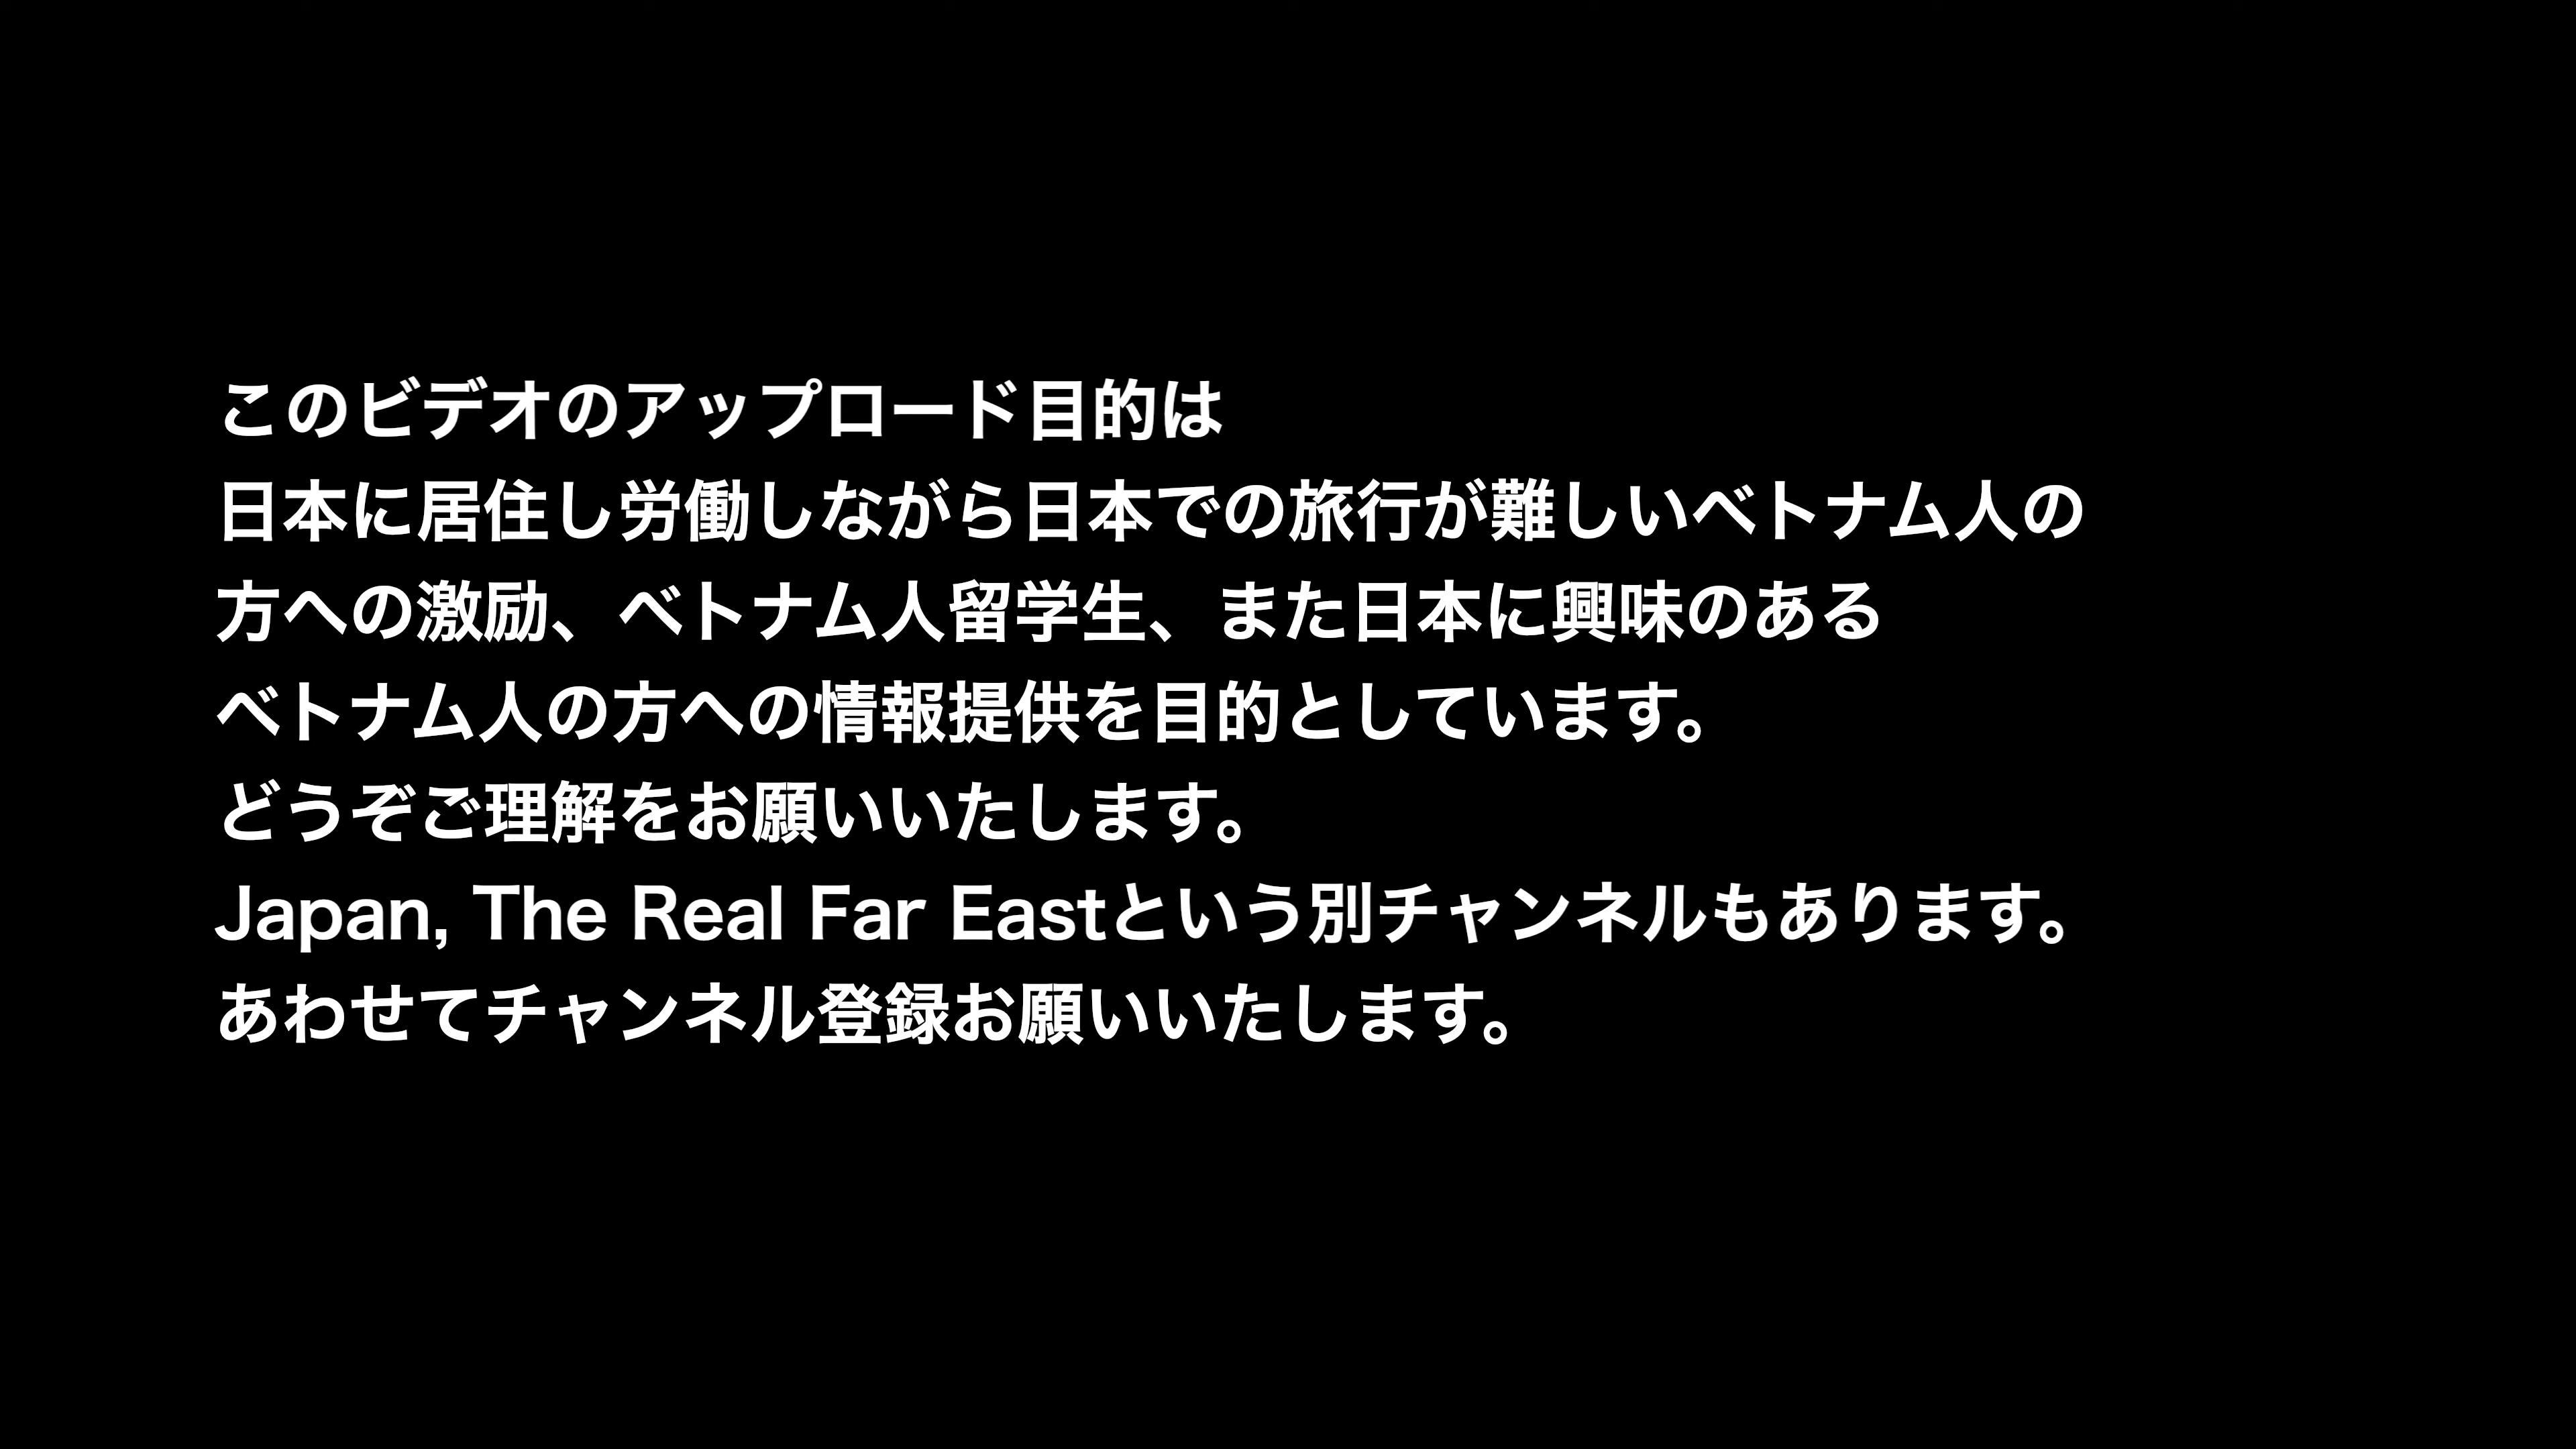 このビデオのアップロード目的は
日本に居住し労働しながら日本での旅行が難しいベトナム人の
方への激励、ベトナム人留学生、また日本に興味のある
ベトナム人の方への情報提供を目的としています。
どうぞご理解をお願いいたします。
Japan, The Real Far Eastという別チャンネルもあります。
あわせてチャンネル登録お願いいたします。